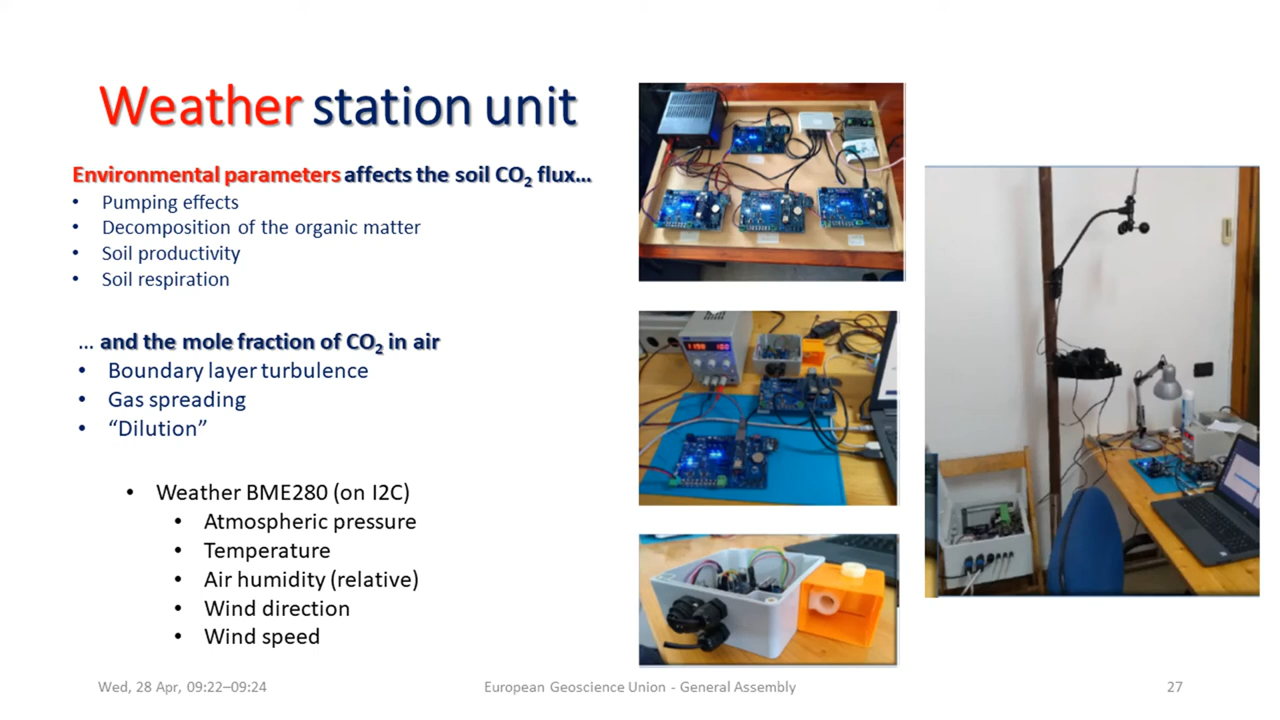 Weather station unit
Environmental parameters affects the soil CO₂ flux...
• Pumping effects
• Decomposition of the organic matter
• Soil productivity
• Soil respiration
... and the mole fraction of CO₂ in air
• Boundary layer turbulence
• Gas spreading
• “Dilution”
• Weather BME280 (on I2C)
• Atmospheric pressure
• Temperature
• Air humidity (relative)
• Wind direction
• Wind speed
Wed, 28 Apr, 09:22–09:24
European Geoscience Union - General Assembly
27